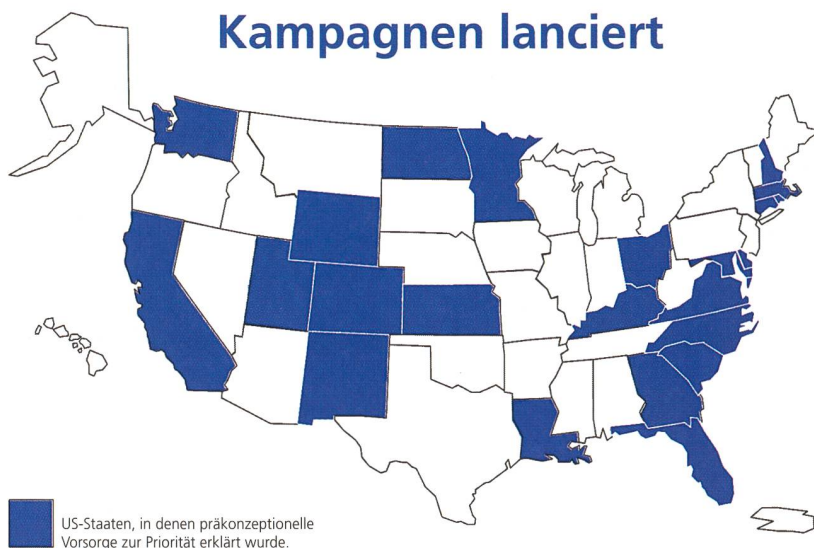 Kampagnen lanciert
US-Staaten, in denen präkonzeptionelle
Vorsorge zur Priorität erklärt wurde.